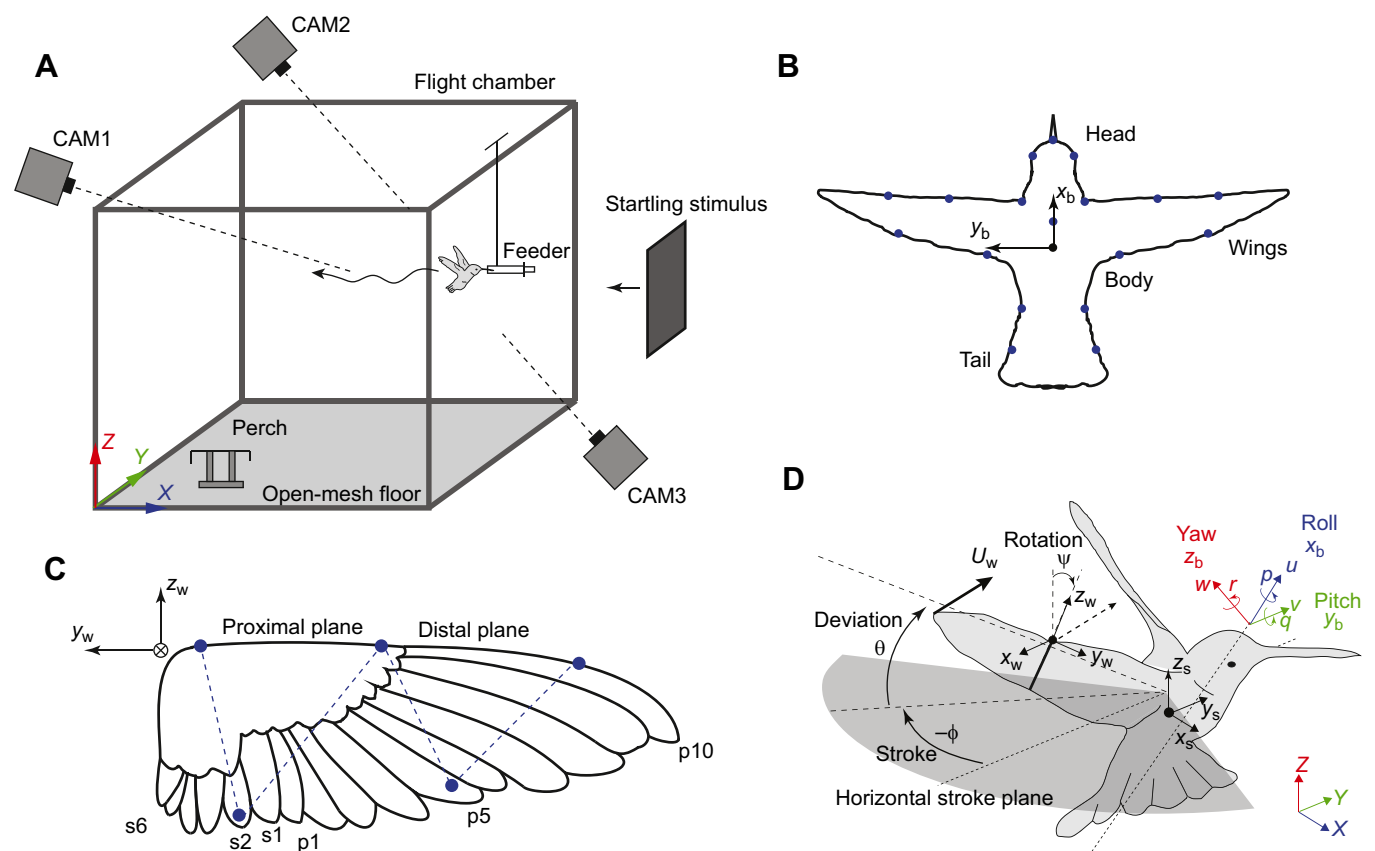 A
CAM2
Flight chamber
CAM1
Startling stimulus
Feeder
Perch
Z
Y
X
Open-mesh floor
CAM3
B
Head
x_b
y_b
Wings
Body
Tail
C
z_w
y_w
Proximal plane
Distal plane
p10
p5
s6
s2
s1
p1
D
Rotation
ψ
U_w
Deviation
θ
z_w
x_w
y_w
Yaw
z_b
w
r
Roll
x_b
p
u
v
q
Pitch
y_b
z_s
y_s
x_s
–ϕ
Stroke
Horizontal stroke plane
Z
Y
X